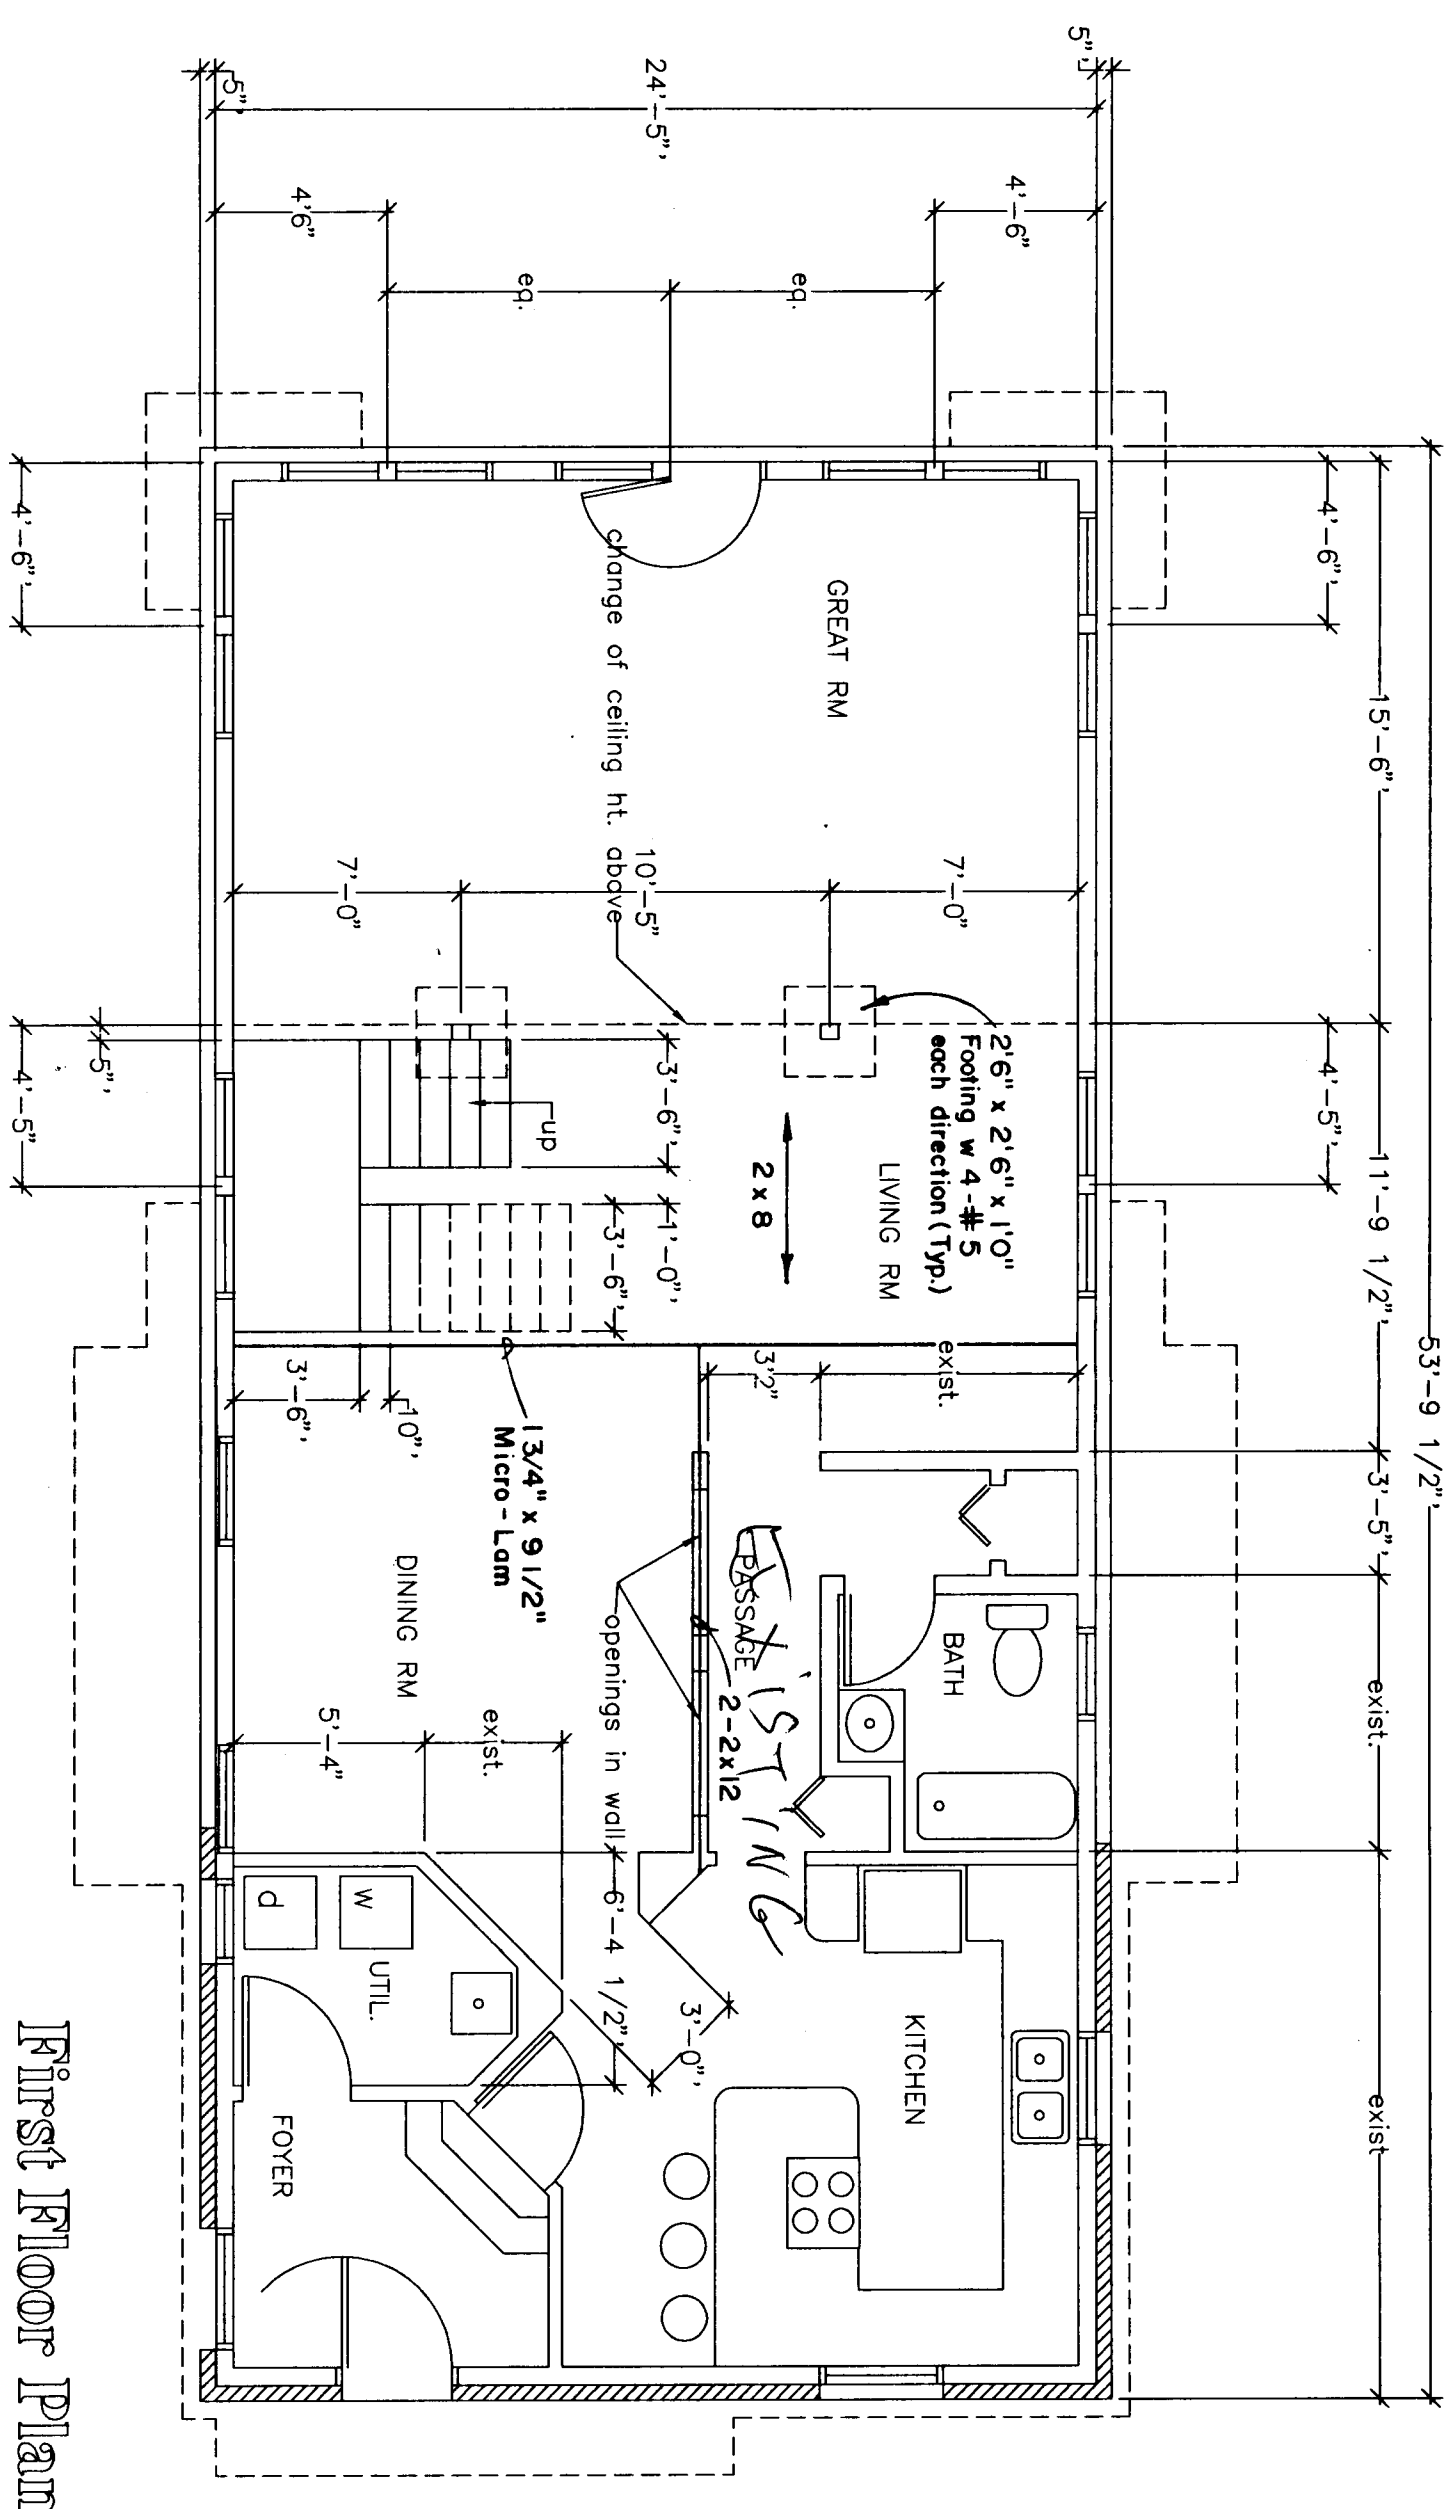 53'-9 1/2",
15'-6",
11'-9 1/2",
3'-5",
exist.
exist
4'-6",
4'-5",
5",
24'-5",
5",
4'-6"
4'6"
eq.
eq.
GREAT RM
change of ceiling ht. above
7'-0"
10'-5"
7'-0"
2'6" x 2'6" x 1'0"
Footing w 4-#5
each direction (Typ.)
LIVING RM
2 x 8
up
3'-6",
1'-0",
3'-6",
exist.
3'2"
10",
3'-6",
1 3/4" x 9 1/2"
Micro-Lam
BATH
PASSAGE
EXISTING
2-2x12
openings in wall
DINING RM
exist.
5'-4"
6'-4 1/2",
3'-0",
KITCHEN
w
d
UTIL.
FOYER
4'-6",
5",
4'-5"
First Floor Plan